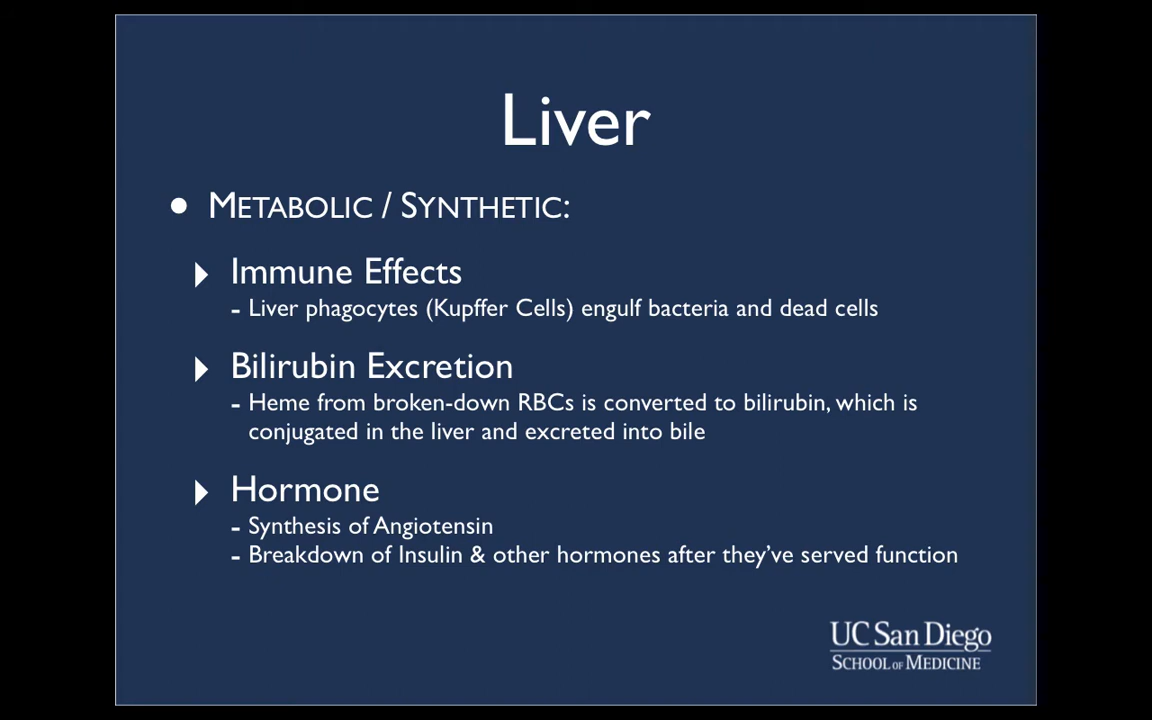 Liver
• METABOLIC / SYNTHETIC:
Immune Effects
- Liver phagocytes (Kupffer Cells) engulf bacteria and dead cells
Bilirubin Excretion
- Heme from broken-down RBCs is converted to bilirubin, which is
conjugated in the liver and excreted into bile
Hormone
- Synthesis of Angiotensin
- Breakdown of Insulin & other hormones after they've served function
UC San Diego
SCHOOL OF MEDICINE